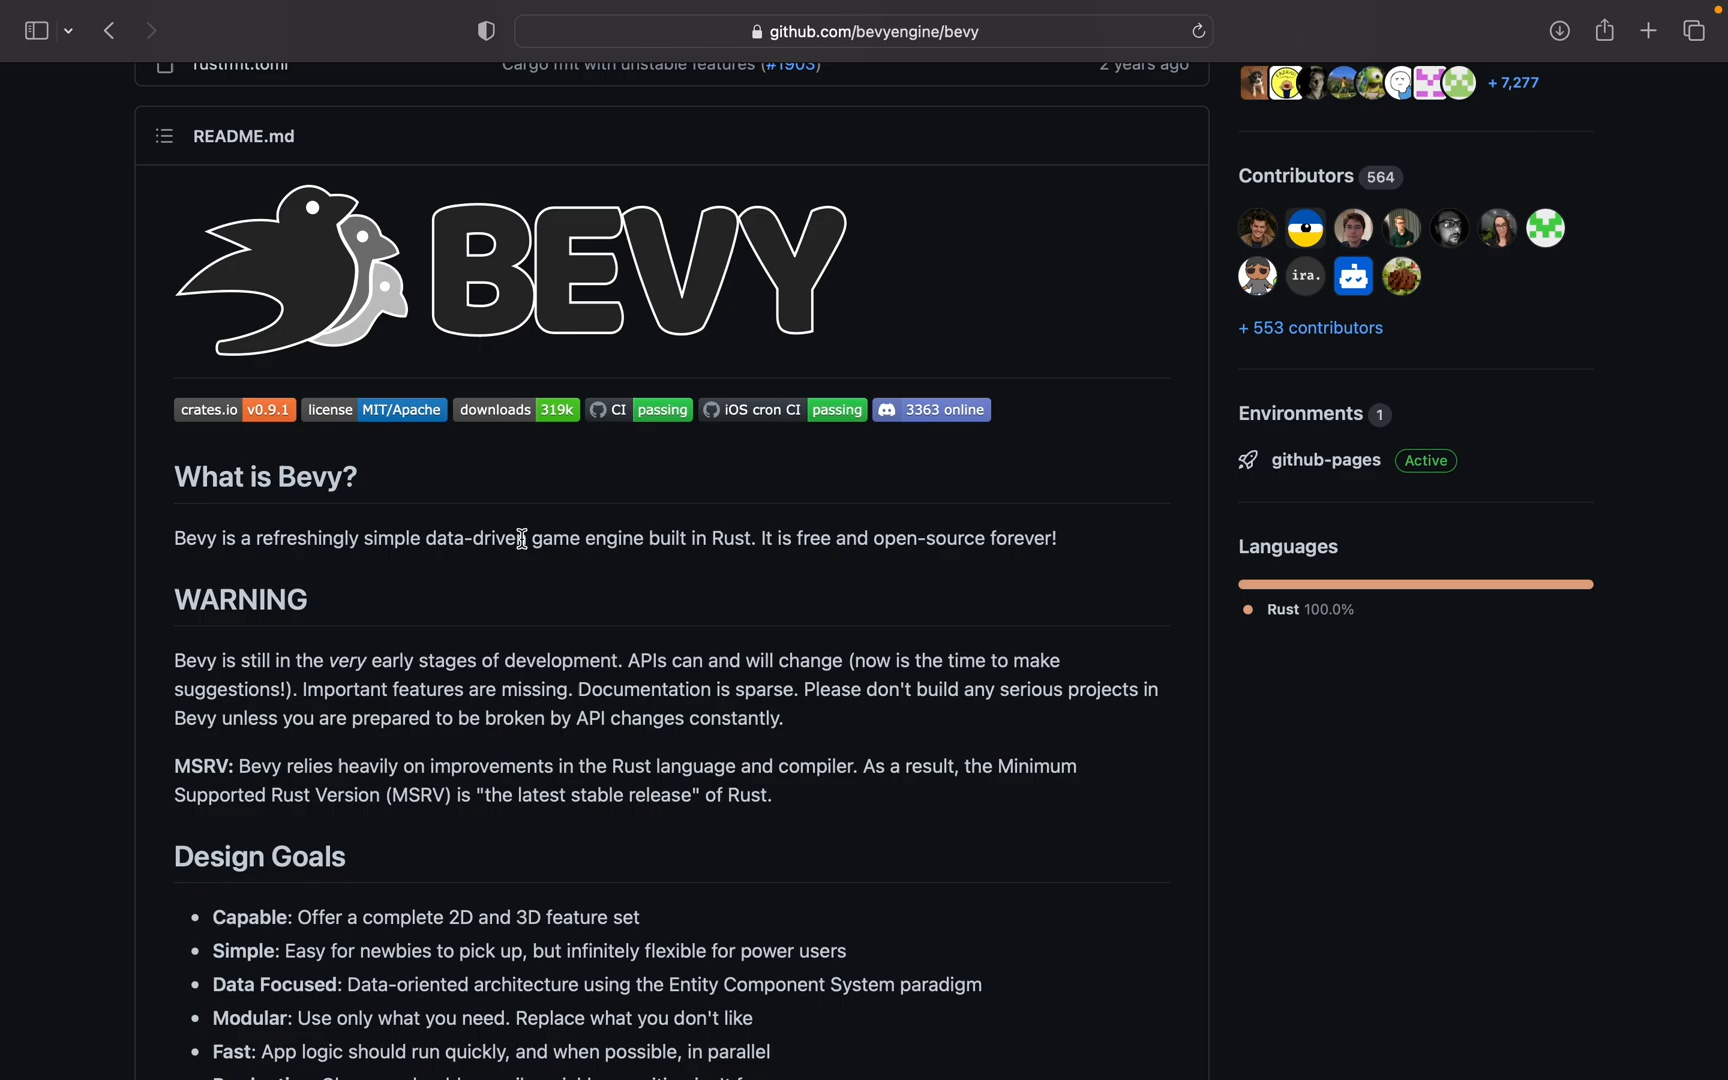 github.com/bevyengine/bevy
rustfmt.toml Cargo fmt with unstable features (#1903) 2 years ago
+ 7,277
README.md
BEVY
crates.io v0.9.1 license MIT/Apache downloads 319k CI passing iOS cron CI passing 3363 online
What is Bevy?
Bevy is a refreshingly simple data-driven game engine built in Rust. It is free and open-source forever!
WARNING
Bevy is still in the very early stages of development. APIs can and will change (now is the time to make
suggestions!). Important features are missing. Documentation is sparse. Please don't build any serious projects in
Bevy unless you are prepared to be broken by API changes constantly.
MSRV: Bevy relies heavily on improvements in the Rust language and compiler. As a result, the Minimum
Supported Rust Version (MSRV) is "the latest stable release" of Rust.
Design Goals
• Capable: Offer a complete 2D and 3D feature set
• Simple: Easy for newbies to pick up, but infinitely flexible for power users
• Data Focused: Data-oriented architecture using the Entity Component System paradigm
• Modular: Use only what you need. Replace what you don't like
• Fast: App logic should run quickly, and when possible, in parallel
Contributors 564
ira.
+ 553 contributors
Environments 1
github-pages Active
Languages
Rust 100.0%